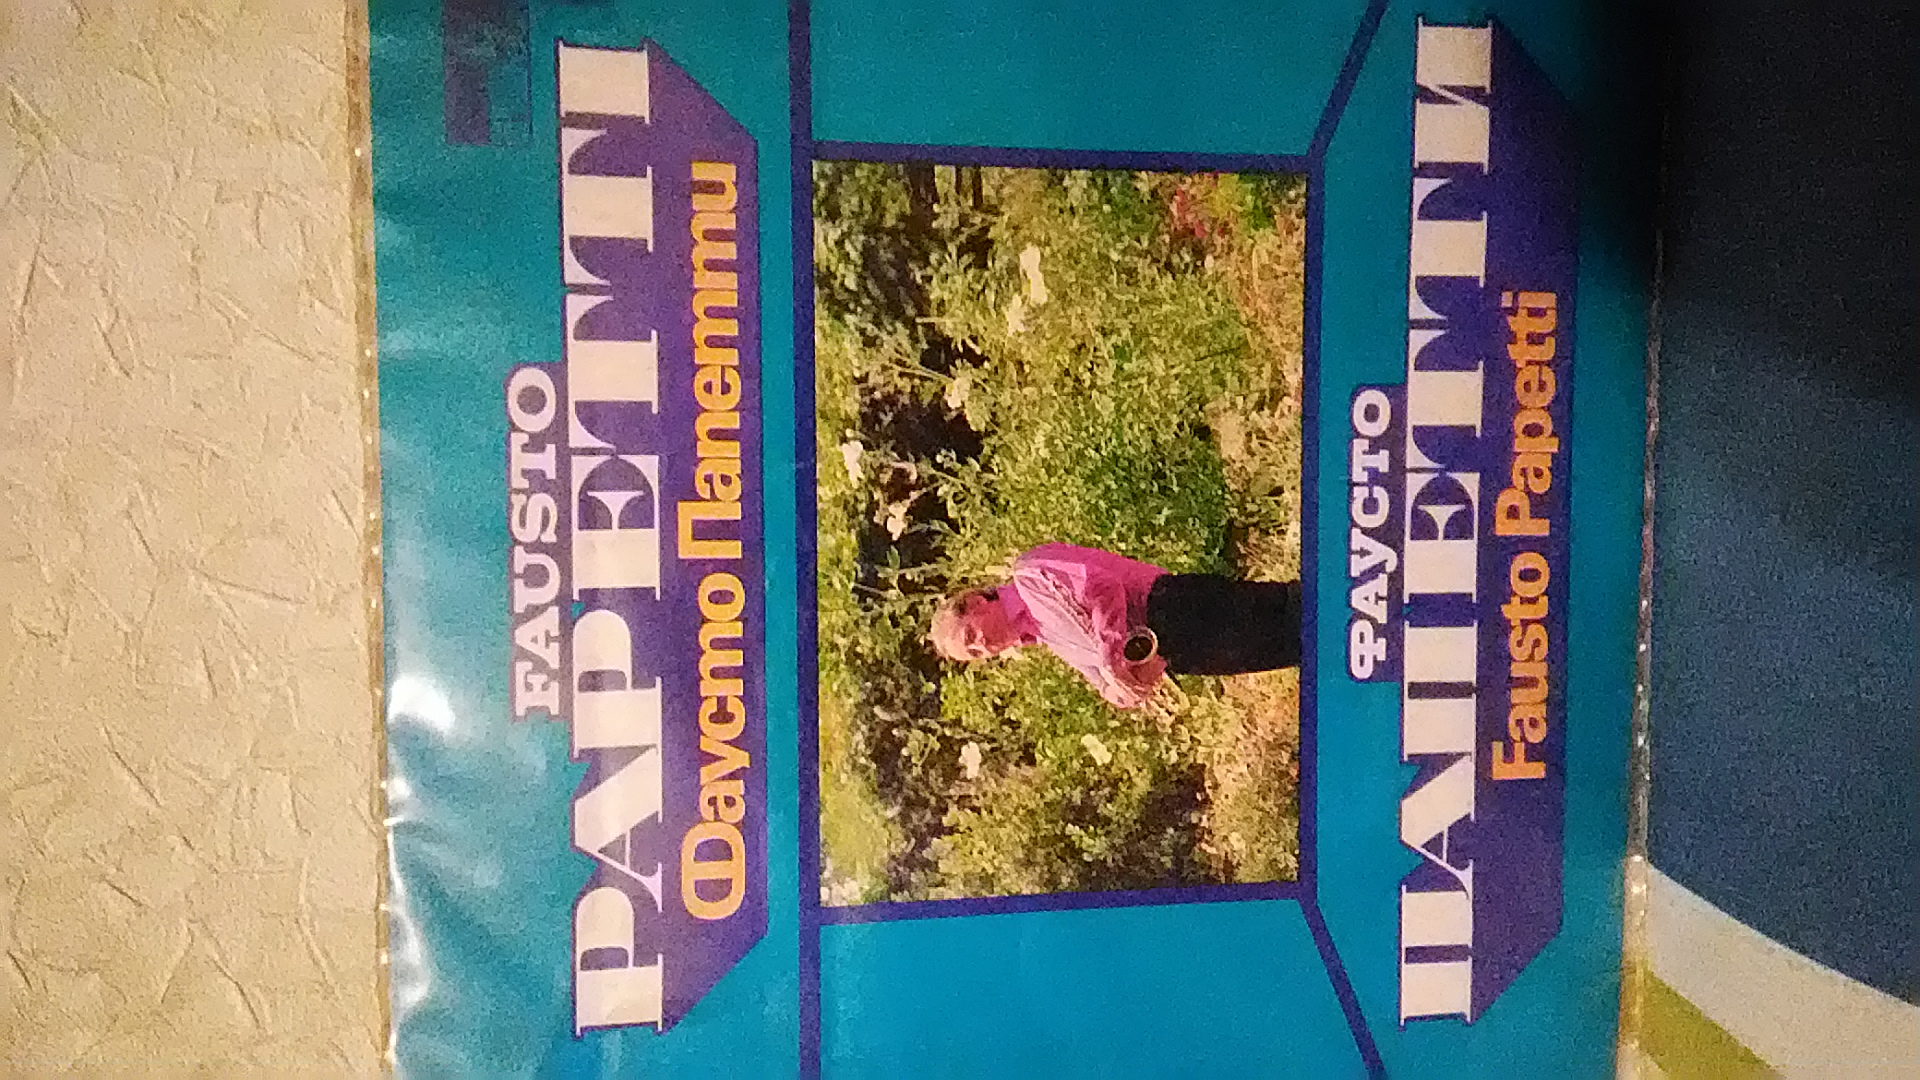 FAUSTO
PAPETTI
Фаусто Папетти
ФАУСТО
ПАПЕТТИ
Fausto Papetti